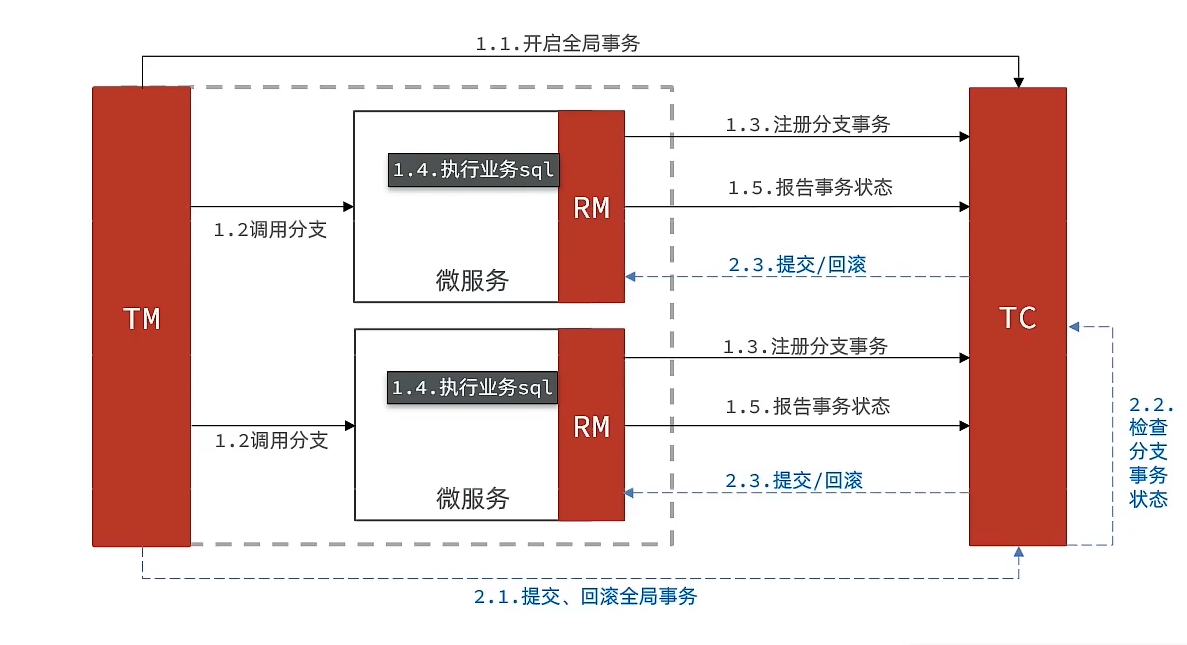 1.1.开启全局事务
1.3.注册分支事务
1.4.执行业务sql
1.5.报告事务状态
RM
1.2调用分支
2.3.提交/回滚
微服务
TM
TC
1.3.注册分支事务
1.4.执行业务sql
1.5.报告事务状态
2.2.
检查
分支
事务
状态
RM
1.2调用分支
2.3.提交/回滚
微服务
2.1.提交、回滚全局事务